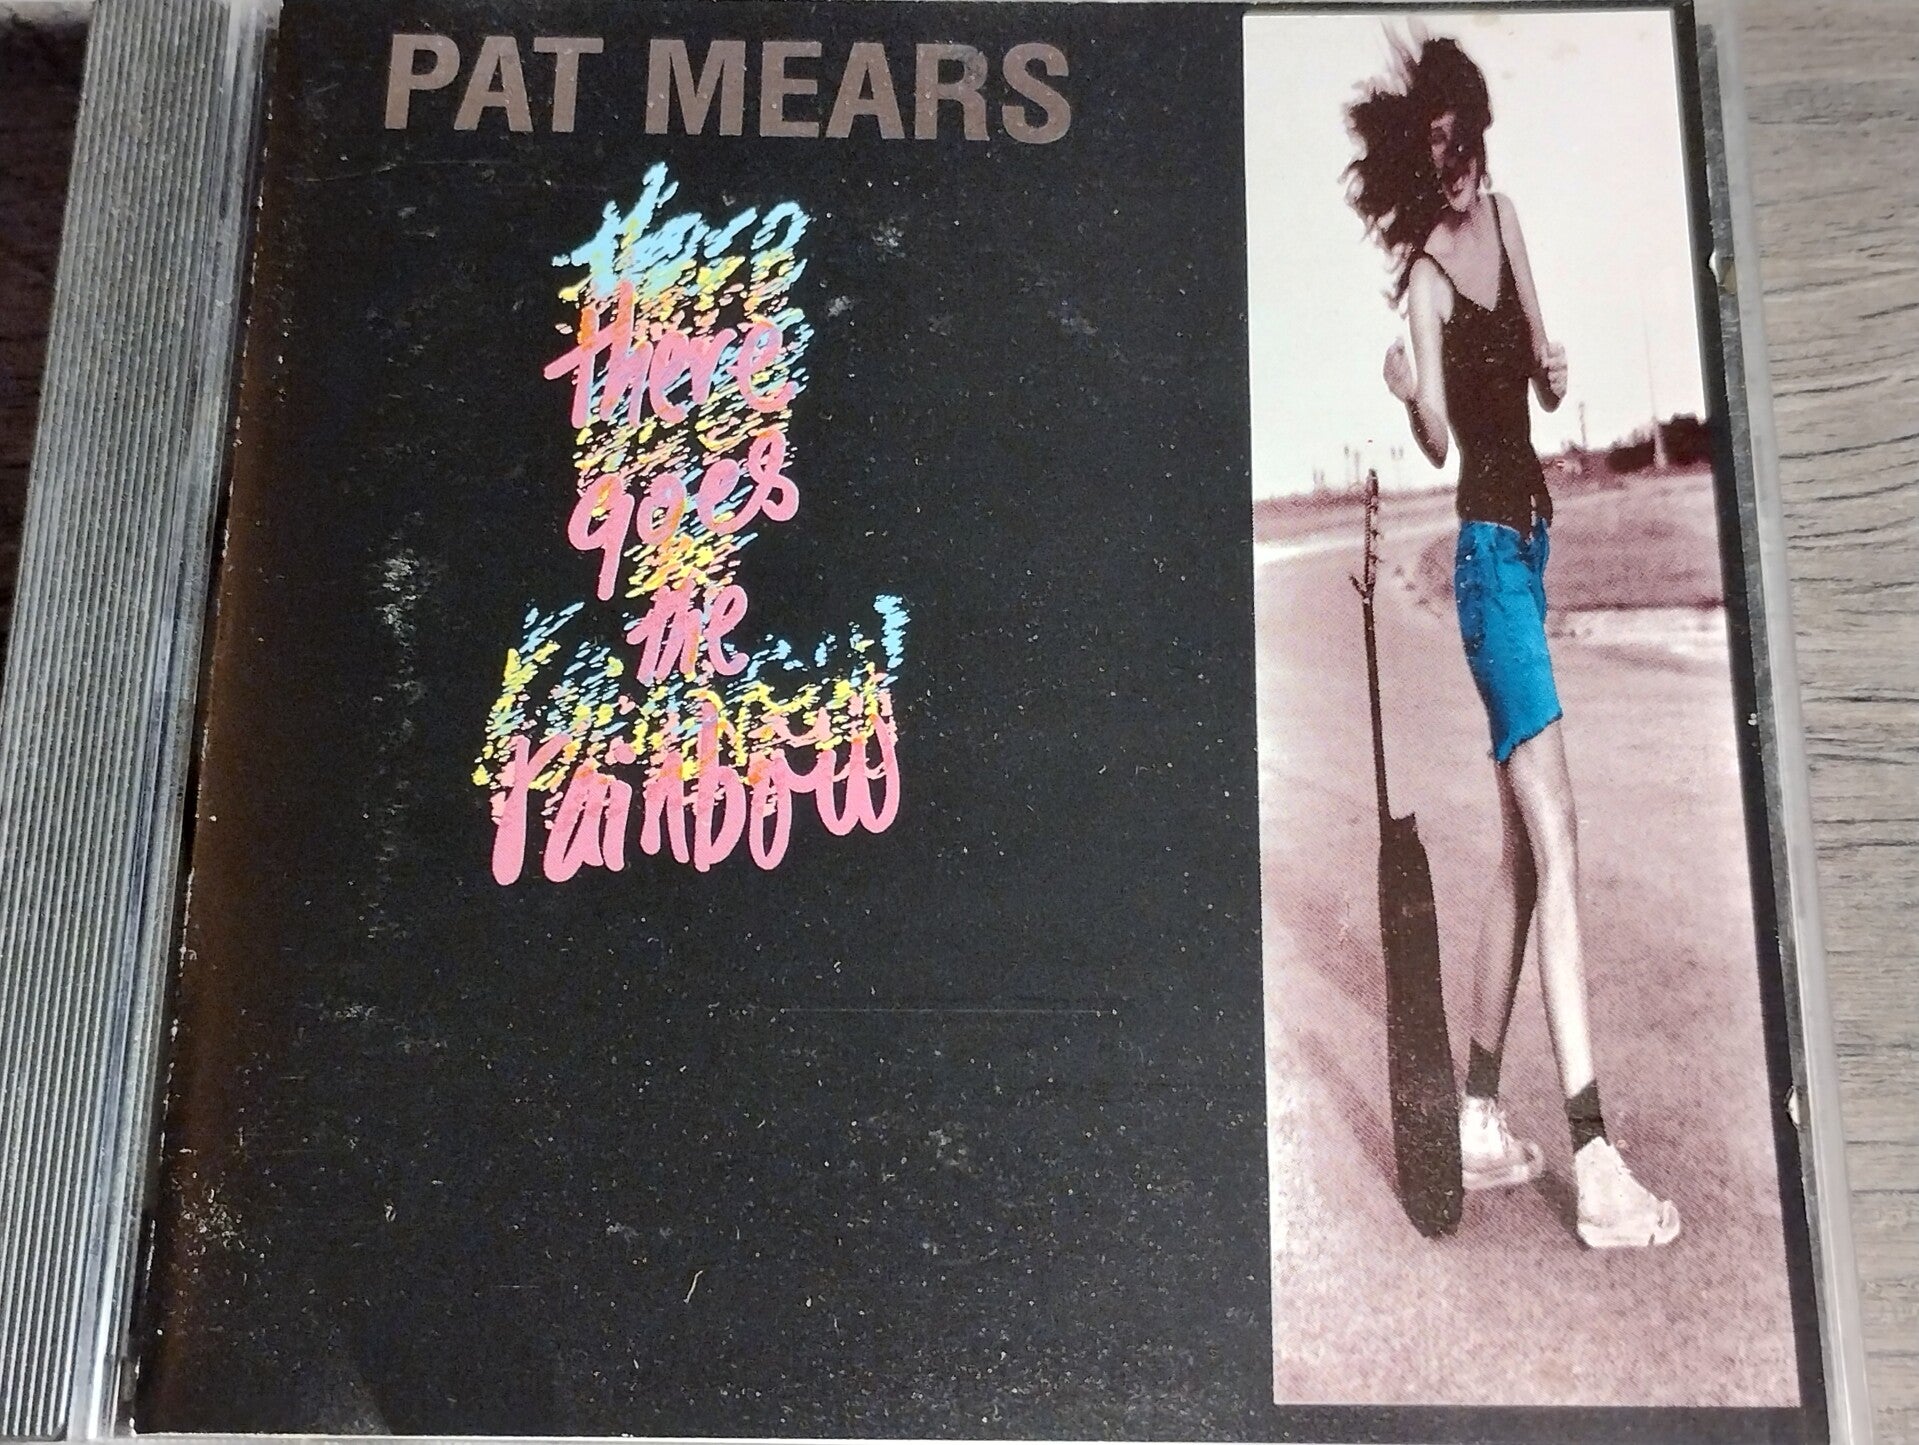 PAT MEARS
there
goes
the
rainbow